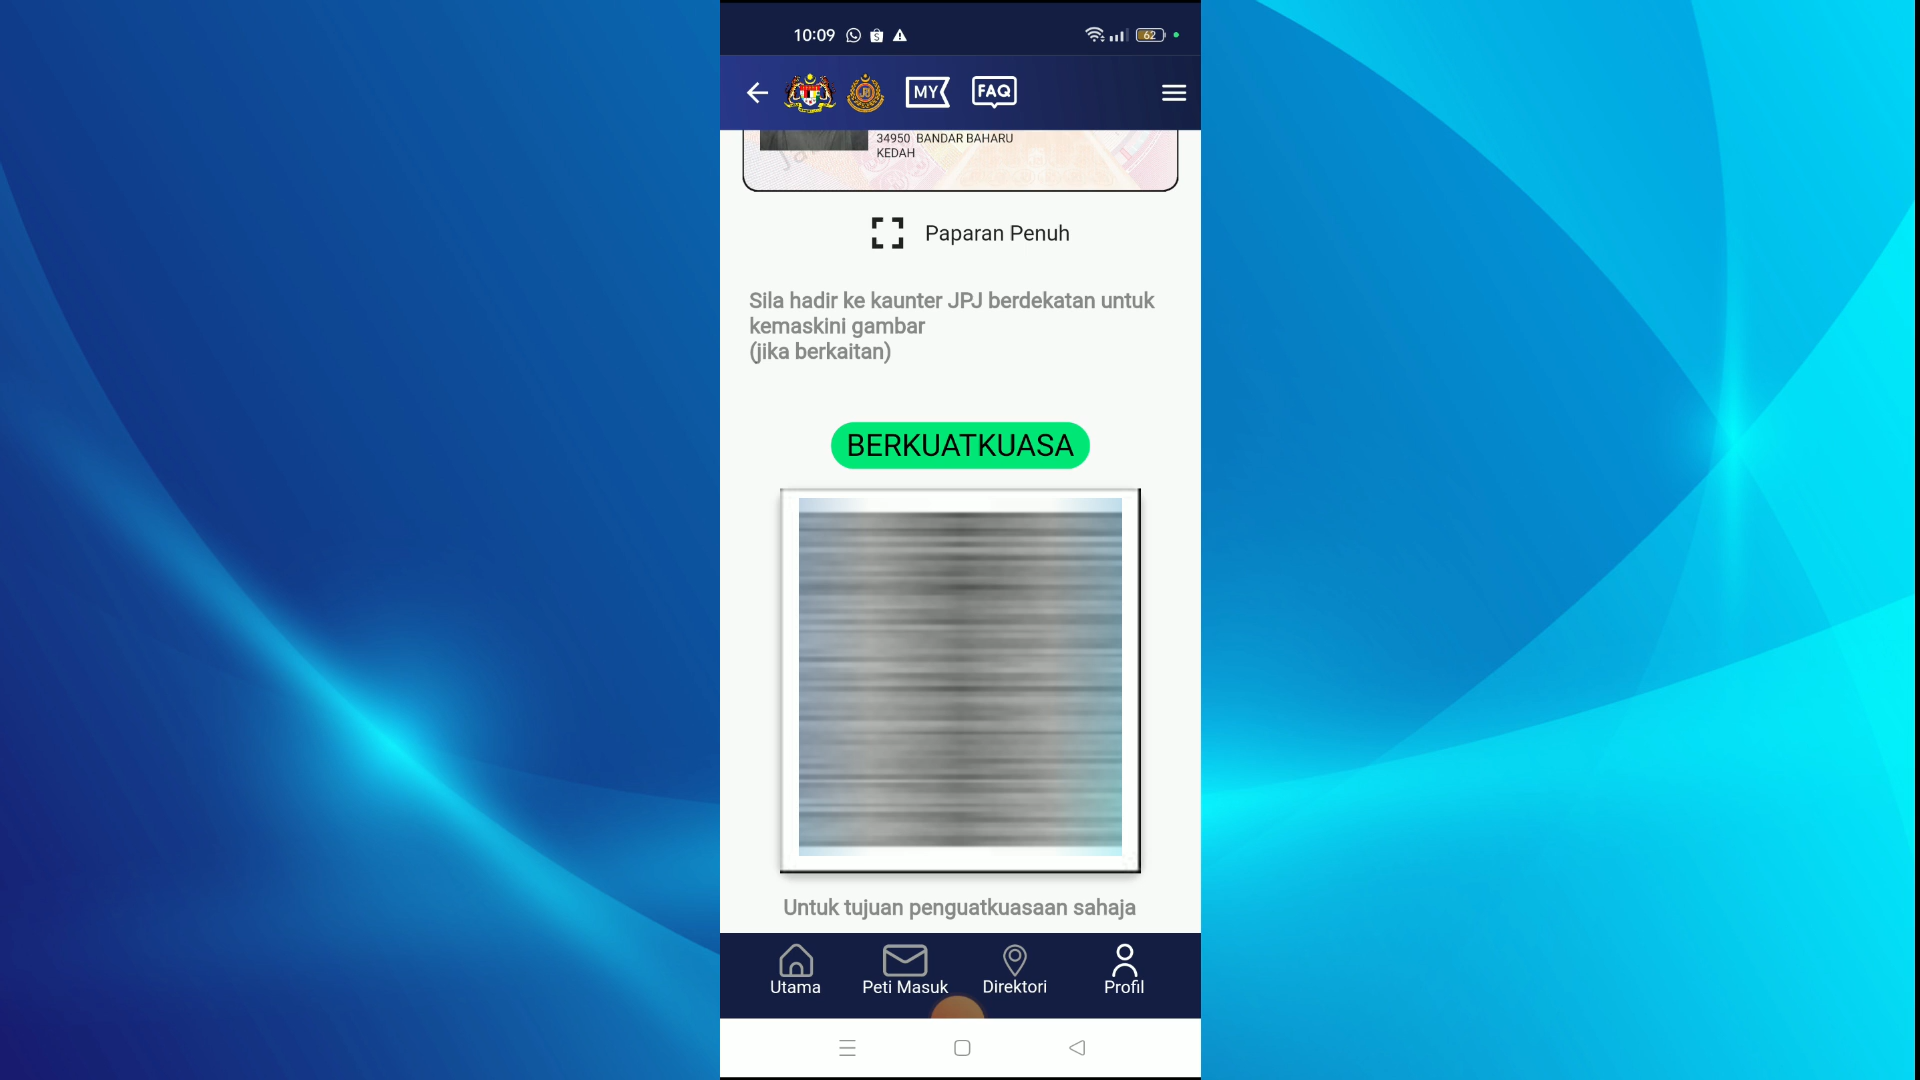 10:09
62
MY
FAQ
34950 BANDAR BAHARU
KEDAH
Paparan Penuh
Sila hadir ke kaunter JPJ berdekatan untuk
kemaskini gambar
(jika berkaitan)
BERKUATKUASA
Untuk tujuan penguatkuasaan sahaja
Utama
Peti Masuk
Direktori
Profil